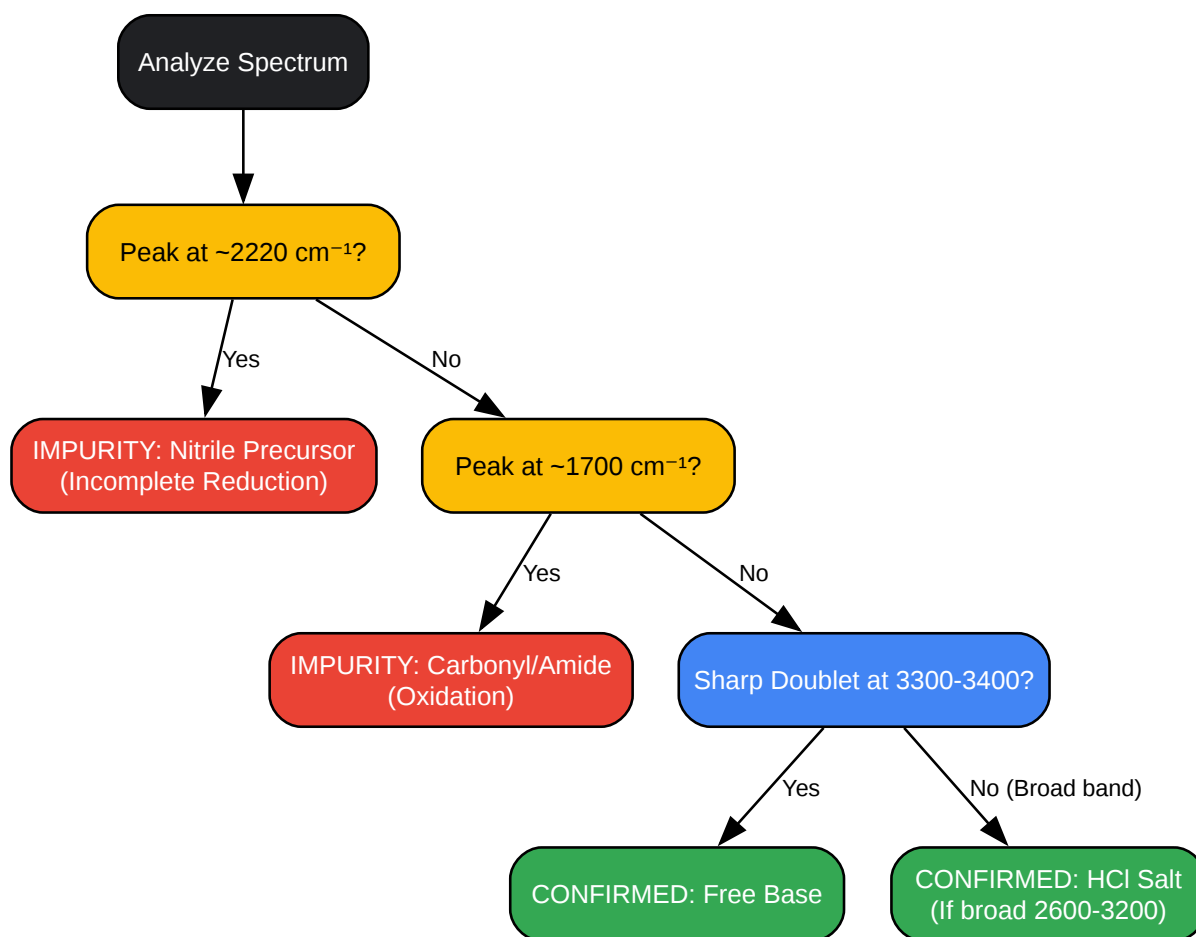 Analyze Spectrum
Peak at ~2220 cm⁻¹?
Yes
No
IMPURITY: Nitrile Precursor
(Incomplete Reduction)
Peak at ~1700 cm⁻¹?
Yes
No
IMPURITY: Carbonyl/Amide
(Oxidation)
Sharp Doublet at 3300-3400?
Yes
No (Broad band)
CONFIRMED: Free Base
CONFIRMED: HCl Salt
(If broad 2600-3200)